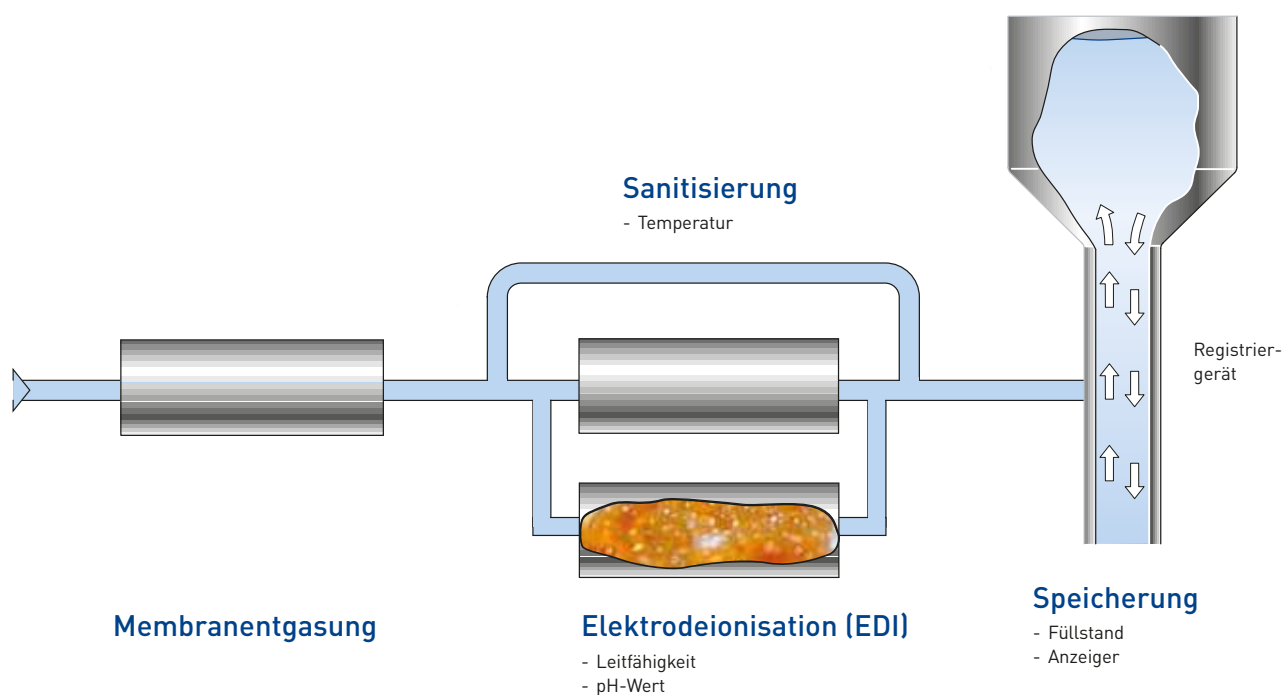 Sanitisierung
- Temperatur
Registrier-
gerät
Membranentgasung
Elektrodeionisation (EDI)
- Leitfähigkeit
- pH-Wert
Speicherung
- Füllstand
- Anzeiger